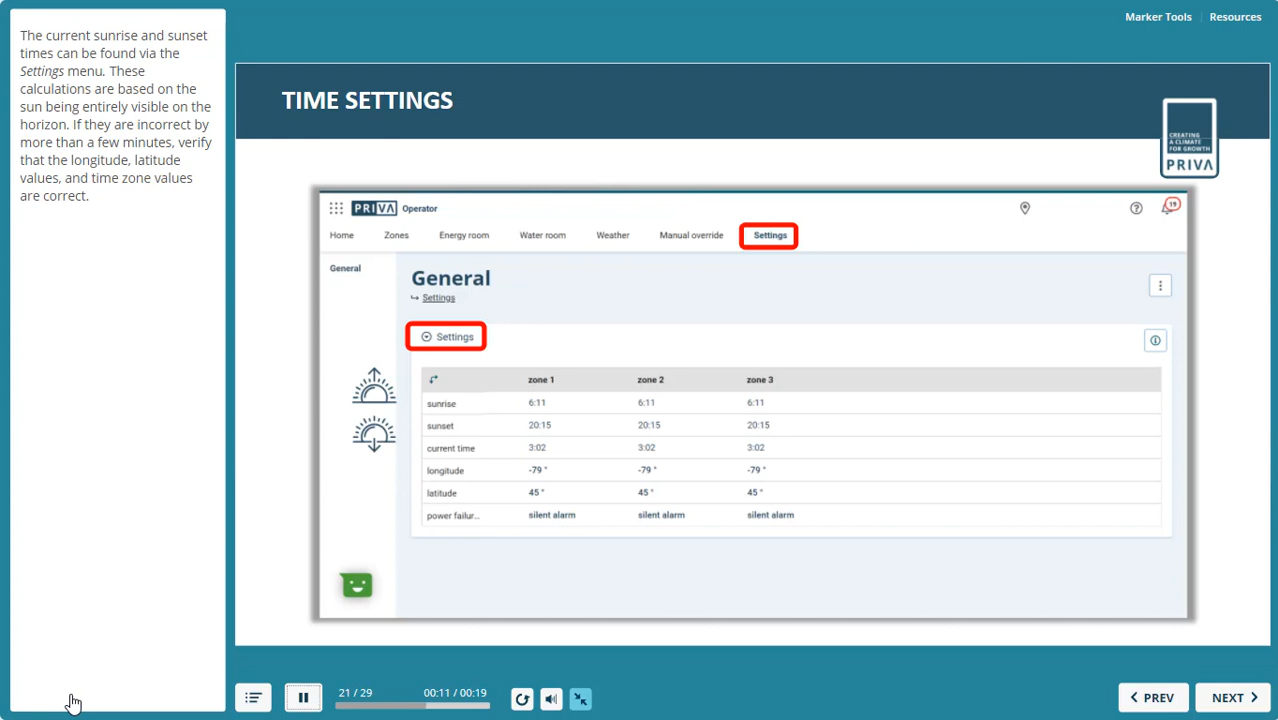 Marker Tools Resources
The current sunrise and sunset
times can be found via the
Settings menu. These
calculations are based on the
sun being entirely visible on the
horizon. If they are incorrect by
more than a few minutes, verify
that the longitude, latitude
values, and time zone values
are correct.
TIME SETTINGS
CREATING
A CLIMATE
FOR GROWTH
PRIVA
PRIVA Operator 19
Home Zones Energy room Water room Weather Manual override Settings
General
General
Settings
Settings
zone 1 zone 2 zone 3
sunrise 6:11 6:11 6:11
sunset 20:15 20:15 20:15
current time 3:02 3:02 3:02
longitude -79 ° -79 ° -79 °
latitude 45 ° 45 ° 45 °
power failur... silent alarm silent alarm silent alarm
21 / 29 00:11 / 00:19
PREV NEXT